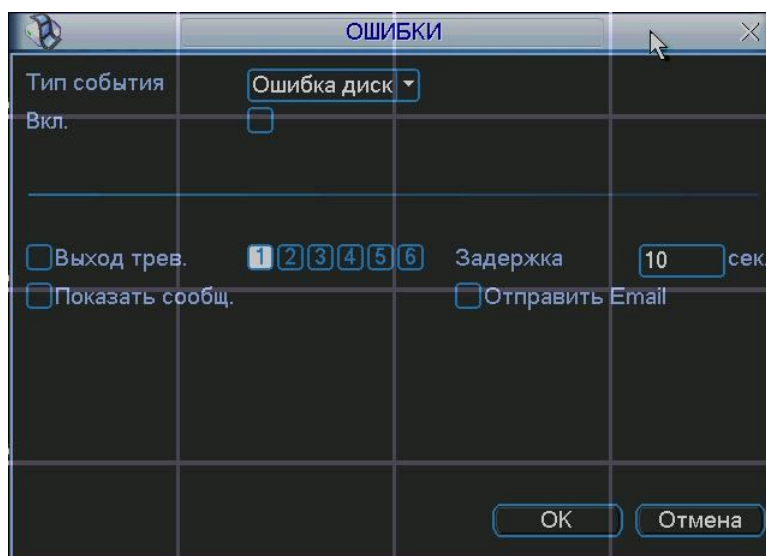 ОШИБКИ
Тип события Ошибка диск
Вкл.
Выход трев. 1 2 3 4 5 6 Задержка 10 сек.
Показать сообщ. Отправить Email
OK Отмена